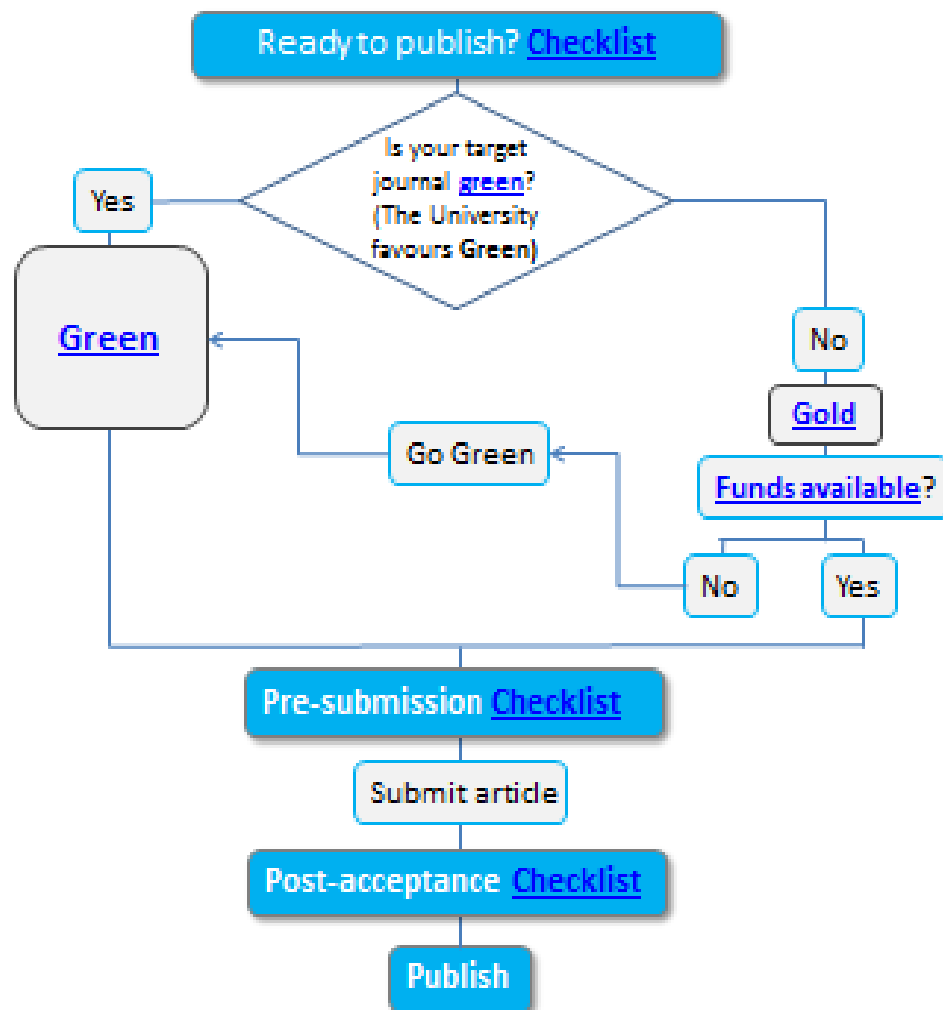 Ready to publish? Checklist
Is your target
journal green?
(The University
favours Green)
Yes
Green
No
Gold
Go Green
Funds available?
No
Yes
Pre-submission Checklist
Submit article
Post-acceptance Checklist
Publish